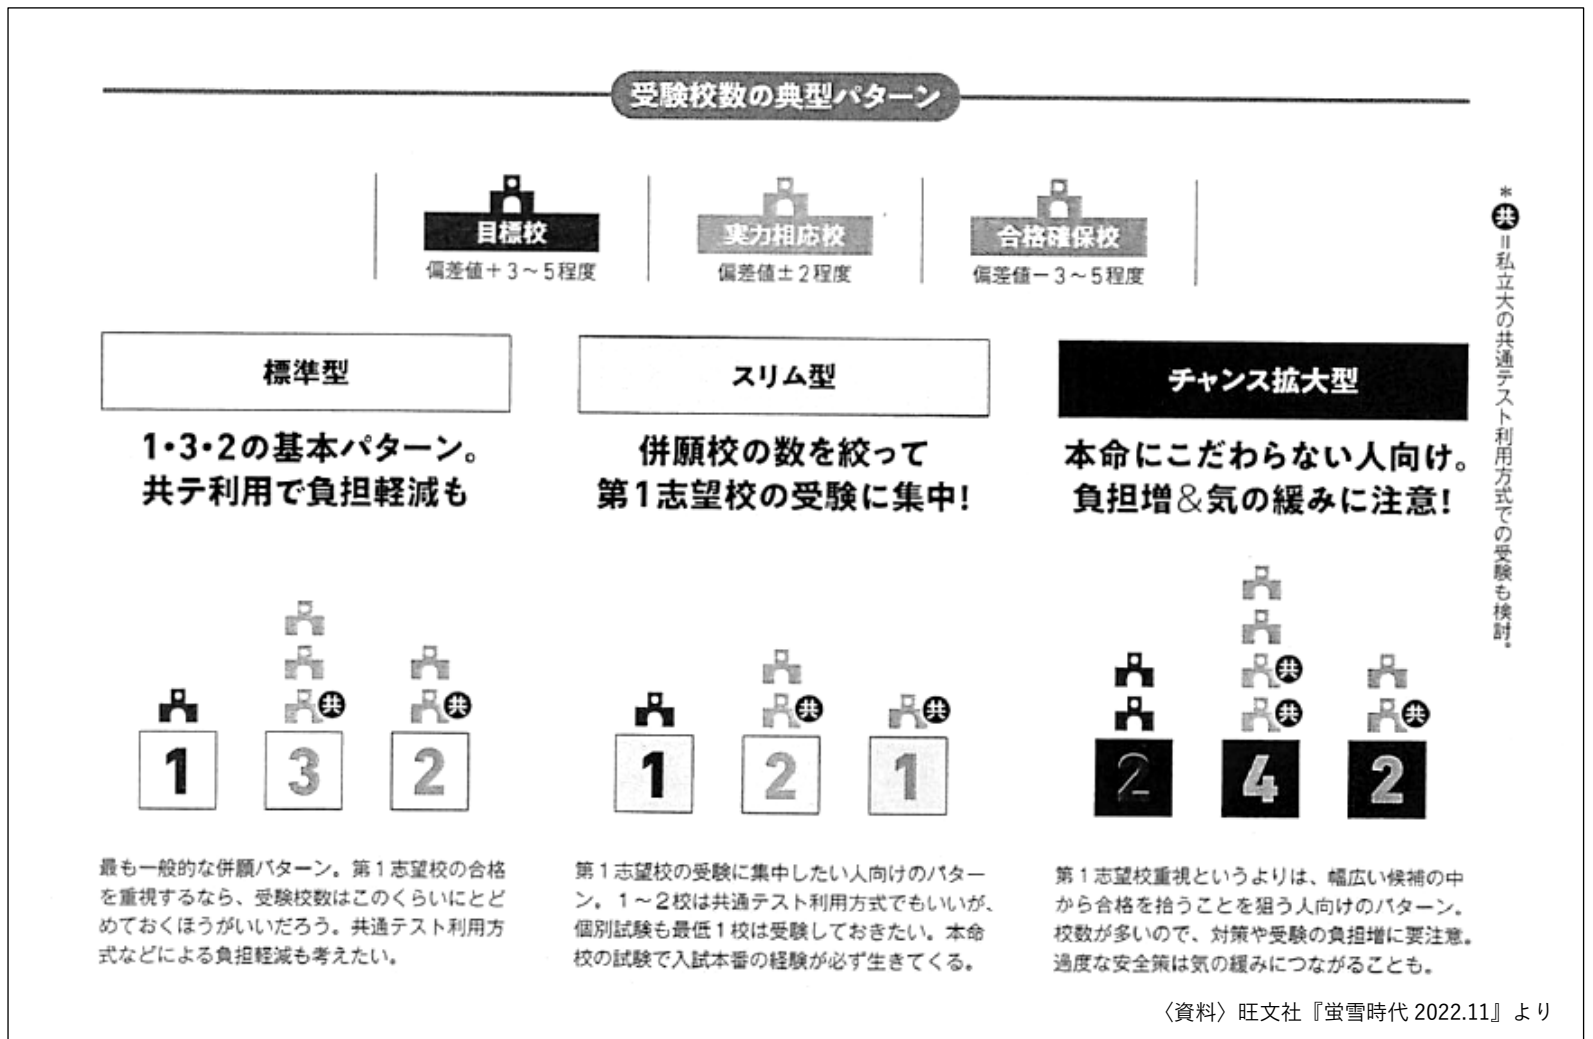 受験校数の典型パターン
目標校
偏差値+3~5程度
実力相応校
偏差値±2程度
合格確保校
偏差値-3~5程度
*共=私立大の共通テスト利用方式での受験も検討。
標準型
1・3・2の基本パターン。
共テ利用で負担軽減も
共
共
1
3
2
最も一般的な併願パターン。第1志望校の合格
を重視するなら、受験校数はこのくらいにとど
めておくほうがいいだろう。共通テスト利用方
式などによる負担軽減も考えたい。
スリム型
併願校の数を絞って
第1志望校の受験に集中!
共
共
1
2
1
第1志望校の受験に集中したい人向けのパター
ン。1~2校は共通テスト利用方式でもいいが、
個別試験も最低1校は受験しておきたい。本命
校の試験で入試本番の経験が必ず生きてくる。
チャンス拡大型
本命にこだわらない人向け。
負担増&気の緩みに注意!
共
共
共
2
4
2
第1志望校重視というよりは、幅広い候補の中
から合格を拾うことを狙う人向けのパターン。
校数が多いので、対策や受験の負担増に要注意。
過度な安全策は気の緩みにつながることも。
〈資料〉旺文社『蛍雪時代 2022.11』より